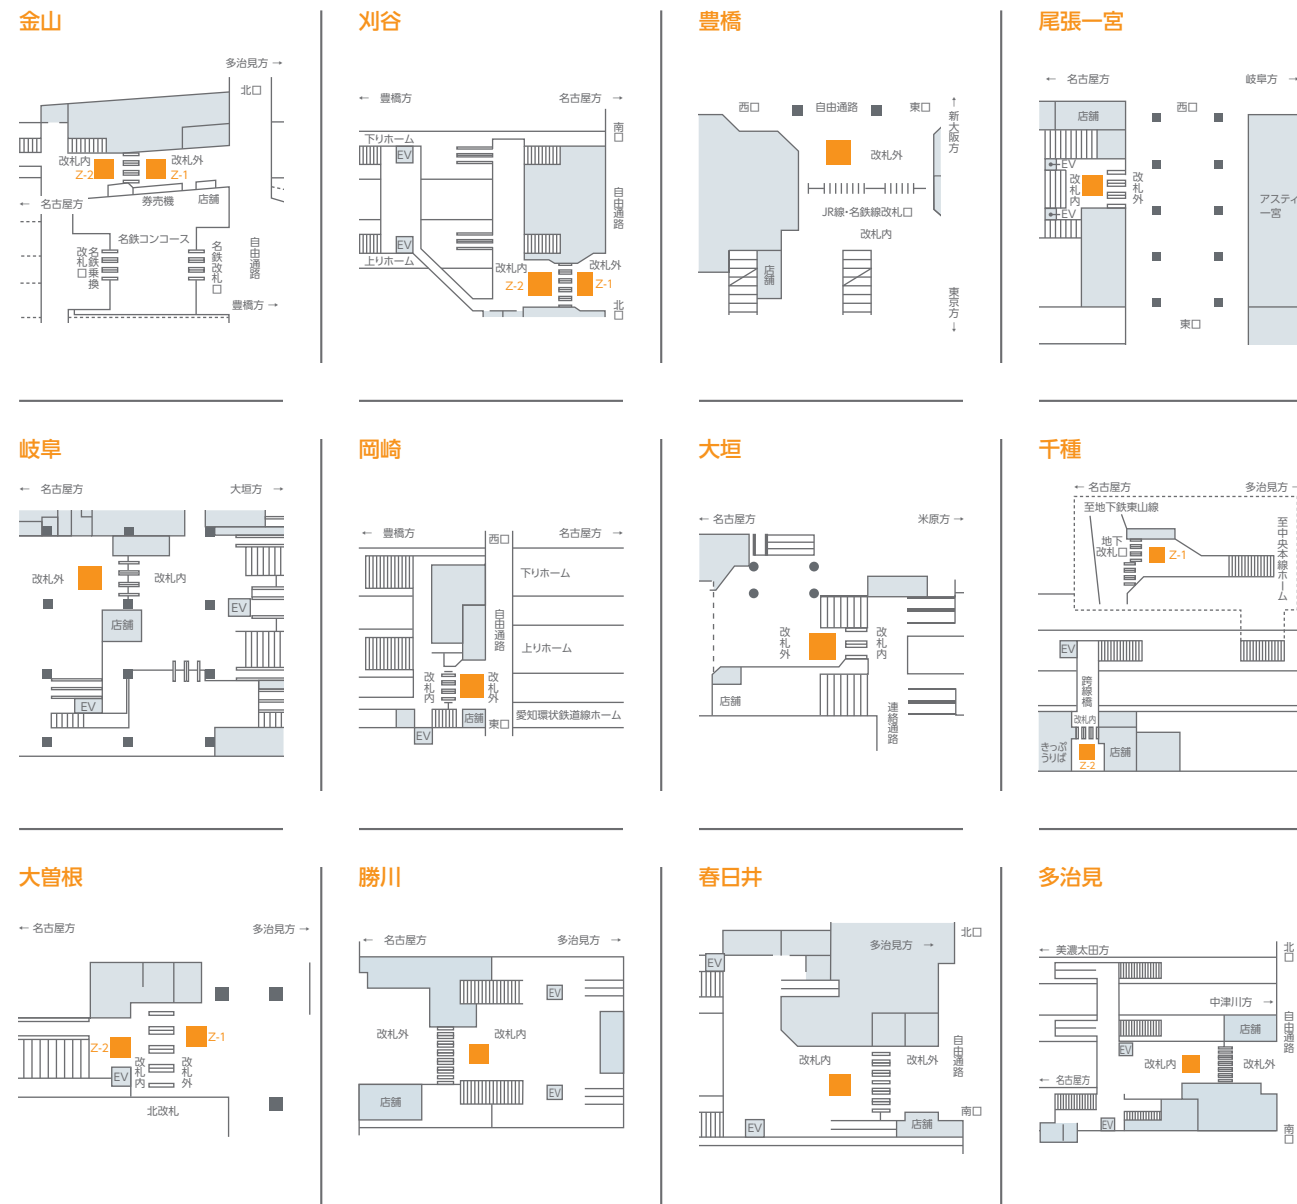 金山
多治見方 →
北口
改札内
改札外
Z-2
Z-1
← 名古屋方
券売機
店舗
名鉄コンコース
名鉄乗換改札口
名鉄改札口
自由通路
豊橋方 →
刈谷
← 豊橋方
名古屋方 →
南口
下りホーム
EV
自由通路
EV
上りホーム
改札内
改札外
Z-2
Z-1
北口
豊橋
西口
自由通路
東口
← 新大阪方
改札外
JR線・名鉄線改札口
改札内
店舗
東京方 →
尾張一宮
← 名古屋方
岐阜方 →
店舗
西口
EV
改札内
改札外
EV
アスティ
一宮
東口
岐阜
← 名古屋方
大垣方 →
改札外
改札内
EV
店舗
EV
岡崎
← 豊橋方
西口
名古屋方 →
下りホーム
自由通路
上りホーム
改札内
改札外
店舗
東口
愛知環状鉄道線ホーム
EV
大垣
← 名古屋方
米原方 →
改札外
改札内
店舗
連絡通路
千種
← 名古屋方
多治見方 →
至地下鉄東山線
地下
改札口
Z-1
至中央本線ホーム
EV
跨線橋
改札内
きっぷ
うりば
店舗
Z-2
大曽根
← 名古屋方
多治見方 →
Z-2
Z-1
改札内
改札外
EV
北改札
勝川
← 名古屋方
多治見方 →
EV
改札外
改札内
EV
店舗
春日井
北口
多治見方 →
EV
自由通路
改札内
改札外
南口
EV
店舗
多治見
← 美濃太田方
北口
中津川方 →
自由通路
店舗
EV
改札内
改札外
← 名古屋方
EV
南口